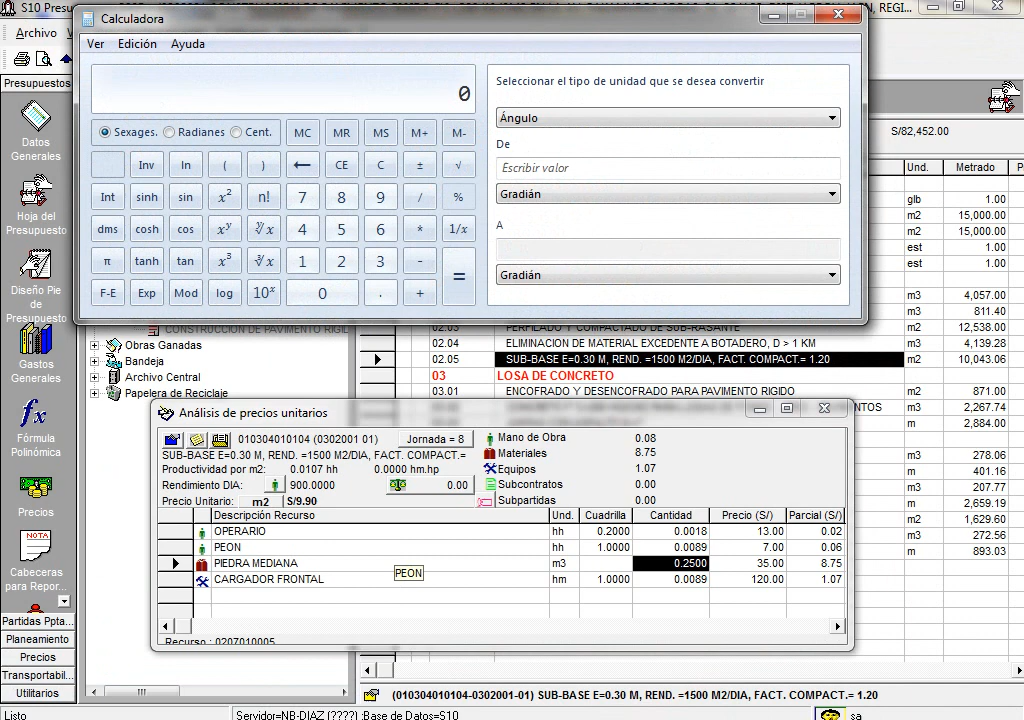 S10 Presu
REGI...
Archivo
Calculadora
Ver Edición Ayuda
0
Sexages. Radianes Cent. MC MR MS M+ M-
Inv ln ( ) ← CE C ± √
Int sinh sin x² n! 7 8 9 / %
dms cosh cos x^y ʸ√x 4 5 6 * 1/x
π tanh tan x³ ³√x 1 2 3 - =
F-E Exp Mod log 10^x 0 . +
Seleccionar el tipo de unidad que se desea convertir
Ángulo
De
Escribir valor
Gradián
A
Gradián
Presupuestos
Datos
Generales
Hoja del
Presupuesto
Diseño Pie
de
Presupuesto
Gastos
Generales
fx
Fórmula
Polinómica
Precios
NOTA
Cabeceras
para Repor...
Partidas Ppta...
Planeamiento
Precios
Transportabil...
Utilitarios
S/82,452.00
Und. Metrado P
glb 1.00
m2 15,000.00
m2 15,000.00
est 1.00
est 1.00
m3 4,057.00
m3 811.40
CONSTRUCCION DE PAVIMENTO RIGIL
Obras Ganadas
Bandeja
Archivo Central
Papelera de Reciclaje
02.03 PERFILADO Y COMPACTADO DE SUB-RASANTE m2 12,538.00
02.04 ELIMINACION DE MATERIAL EXCEDENTE A BOTADERO, D > 1 KM m3 4,139.28
02.05 SUB-BASE E=0.30 M, REND. =1500 M2/DIA, FACT. COMPACT.= 1.20 m2 10,043.06
03 LOSA DE CONCRETO
03.01 ENCOFRADO Y DESENCOFRADO PARA PAVIMENTO RIGIDO m2 871.00
m3 2,267.74
m 2,884.00
m3 278.06
m 401.16
m3 207.77
m 2,659.19
m2 1,629.60
m3 272.56
m 893.03
Análisis de precios unitarios
010304010104 (0302001 01) Jornada = 8
SUB-BASE E=0.30 M, REND. =1500 M2/DIA, FACT. COMPACT.=
Productividad por m2: 0.0107 hh 0.0000 hm.hp
Rendimiento DIA: 900.0000 0.00
Precio Unitario: m2 S/9.90
Mano de Obra 0.08
Materiales 8.75
Equipos 1.07
Subcontratos 0.00
Subpartidas 0.00
Descripción Recurso Und. Cuadrilla Cantidad Precio (S/) Parcial (S/)
OPERARIO hh 0.2000 0.0018 13.00 0.02
PEON hh 1.0000 0.0089 7.00 0.06
PIEDRA MEDIANA m3 0.2500 35.00 8.75
CARGADOR FRONTAL hm 1.0000 0.0089 120.00 1.07
PEON
Recurso : 0207010005
(010304010104-0302001-01) SUB-BASE E=0.30 M, REND. =1500 M2/DIA, FACT. COMPACT.= 1.20
Listo
Servidor=NB-DIAZ (????) :Base de Datos=S10
sa